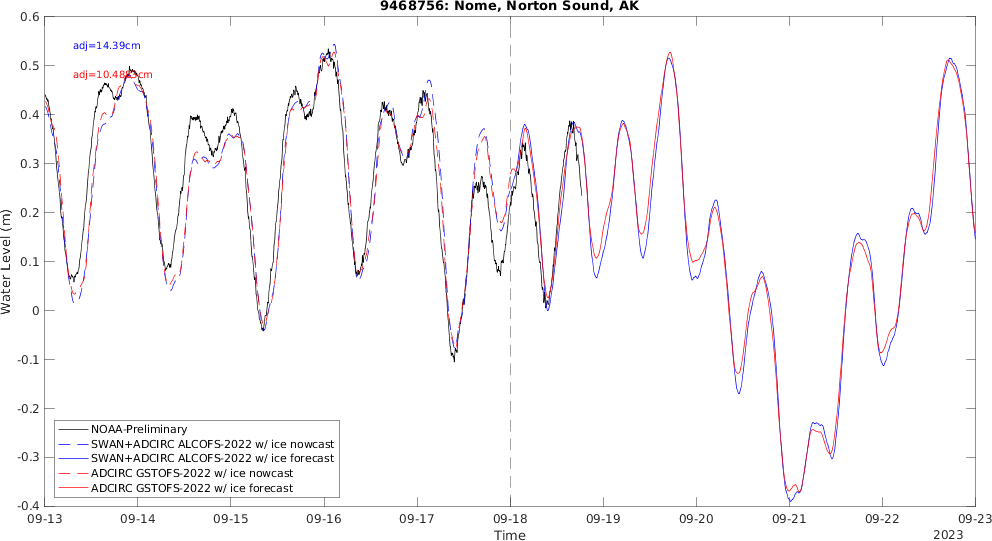 9468756: Nome, Norton Sound, AK
adj=14.39cm
Water Level (m)
0.6
0.5
0.4
0.3
0.2
0.1
0
-0.1
-0.2
-0.3
-0.4
NOAA-Preliminary
SWAN+ADCIRC ALCOFS-2022 w/ ice nowcast
SWAN+ADCIRC ALCOFS-2022 w/ ice forecast
ADCIRC GSTOFS-2022 w/ ice nowcast
ADCIRC GSTOFS-2022 w/ ice forecast
09-13 09-14 09-15 09-16 09-17 09-18 09-19 09-20 09-21 09-22 09-23
Time
2023